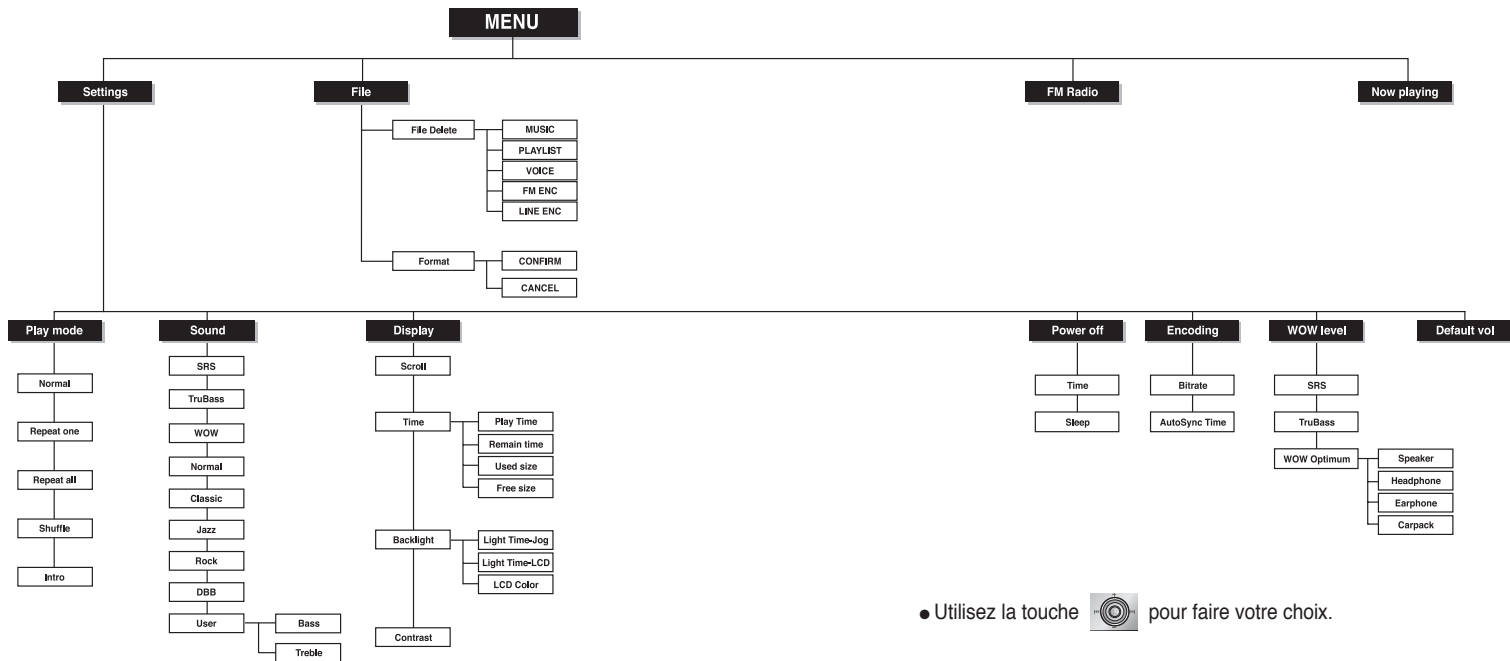 MENU
Settings
File
FM Radio
Now playing
File Delete
MUSIC
PLAYLIST
VOICE
FM ENC
LINE ENC
Format
CONFIRM
CANCEL
Play mode
Normal
Repeat one
Repeat all
Shuffle
Intro
Sound
SRS
TruBass
WOW
Normal
Classic
Jazz
Rock
DBB
User
Bass
Treble
Display
Scroll
Time
Play Time
Remain time
Used size
Free size
Backlight
Light Time-Jog
Light Time-LCD
LCD Color
Contrast
Power off
Time
Sleep
Encoding
Bitrate
AutoSync Time
WOW level
SRS
TruBass
WOW Optimum
Speaker
Headphone
Earphone
Carpack
Default vol
● Utilisez la touche pour faire votre choix.